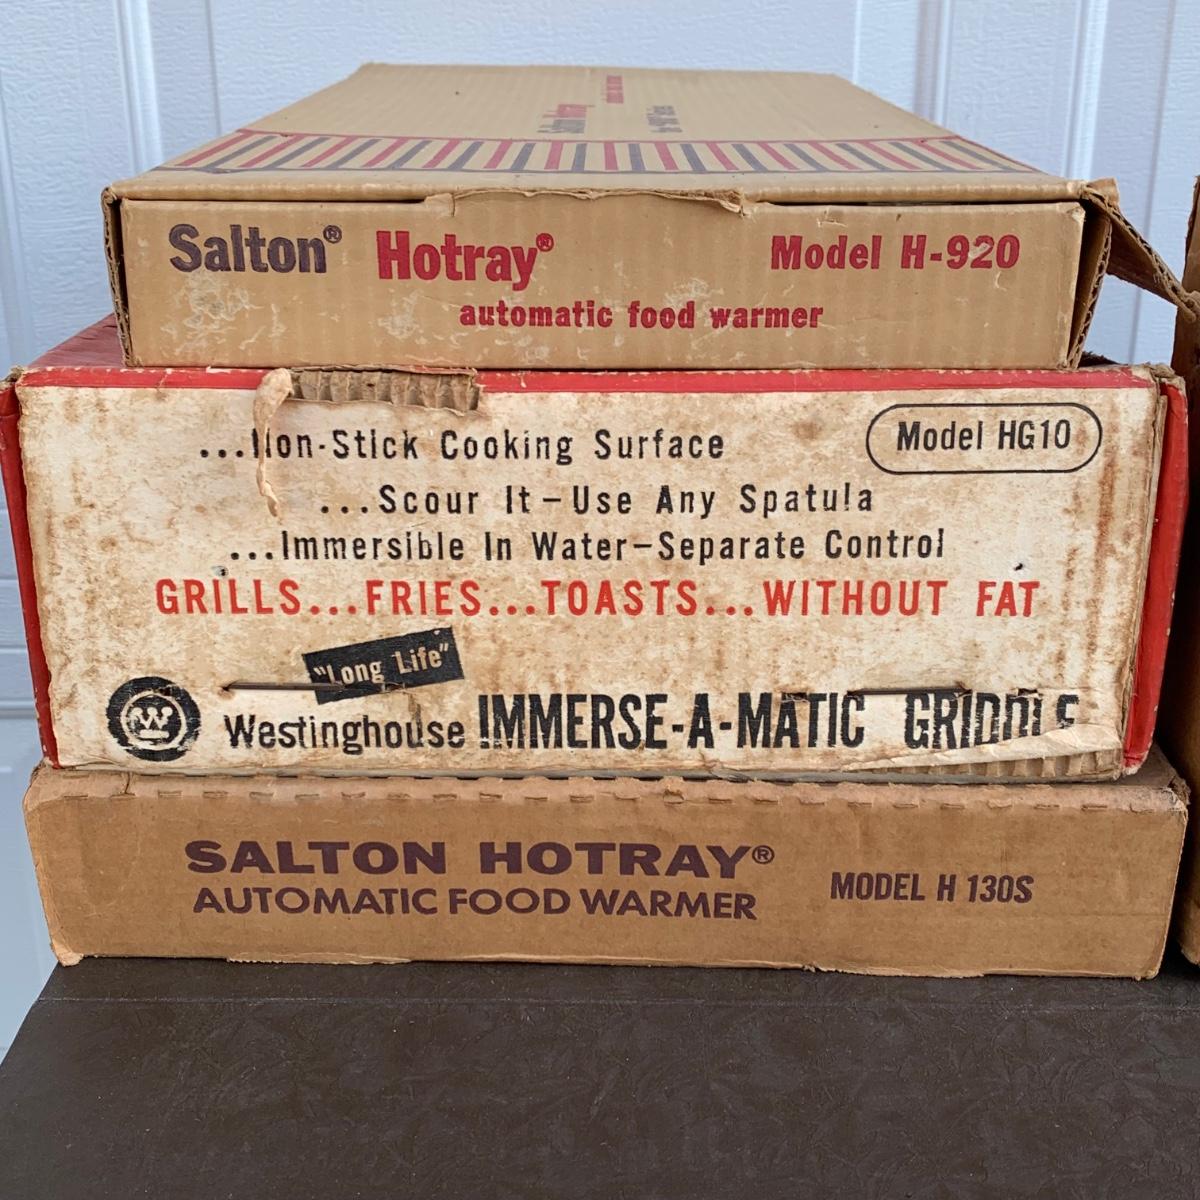 Salton Hotray
Salton® Hotray® Model H-920
automatic food warmer
...Non-Stick Cooking Surface
Model HG10
...Scour It-Use Any Spatula
...Immersible In Water-Separate Control
GRILLS...FRIES...TOASTS...WITHOUT FAT
"Long Life"
W
Westinghouse IMMERSE-A-MATIC GRIDDLE
SALTON HOTRAY®
AUTOMATIC FOOD WARMER
MODEL H 130S